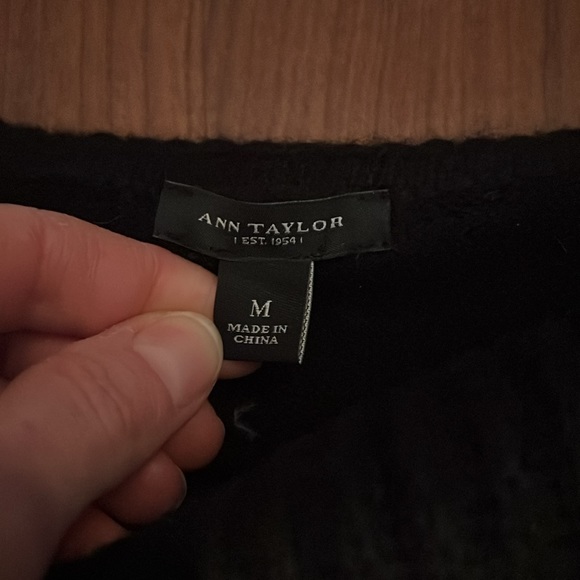 ANN TAYLOR
| EST. 1954 |
M
MADE IN
CHINA